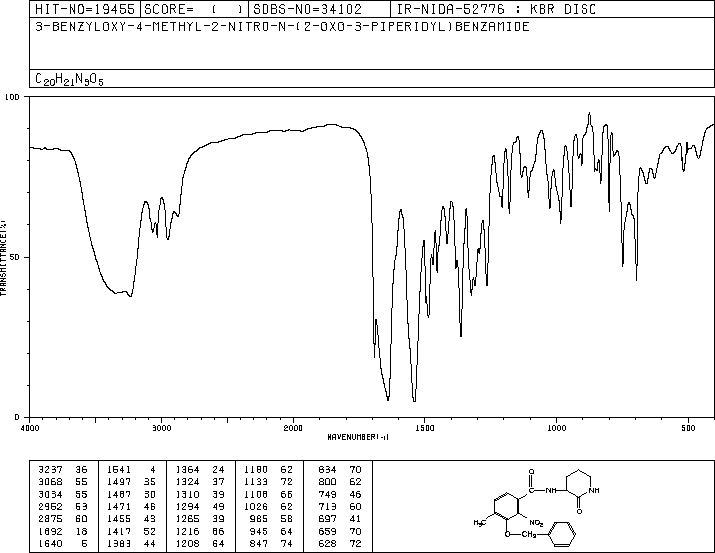 HIT-NO=19455 SCORE= ( ) SDBS-NO=34102 IR-NIDA-52776 : KBR DISC
3-BENZYLOXY-4-METHYL-2-NITRO-N-(2-OXO-3-PIPERIDYL)BENZAMIDE
C20H21N3O5
100
50
0
TRANSMITTANCE(%)
4000 3000 2000 1500 1000 500
WAVENUMBER(-1)
3237 36 1541 4 1364 24 1180 62 834 70
3068 55 1497 35 1324 37 1133 72 800 62
3034 55 1487 30 1310 39 1108 66 749 46
2952 53 1471 46 1294 49 1026 62 713 60
2875 60 1455 43 1265 39 985 58 697 41
1692 18 1417 52 1216 66 945 64 659 70
1640 5 1383 44 1208 64 847 74 628 72
O
C NH NH
O
H3C NO2
O CH2